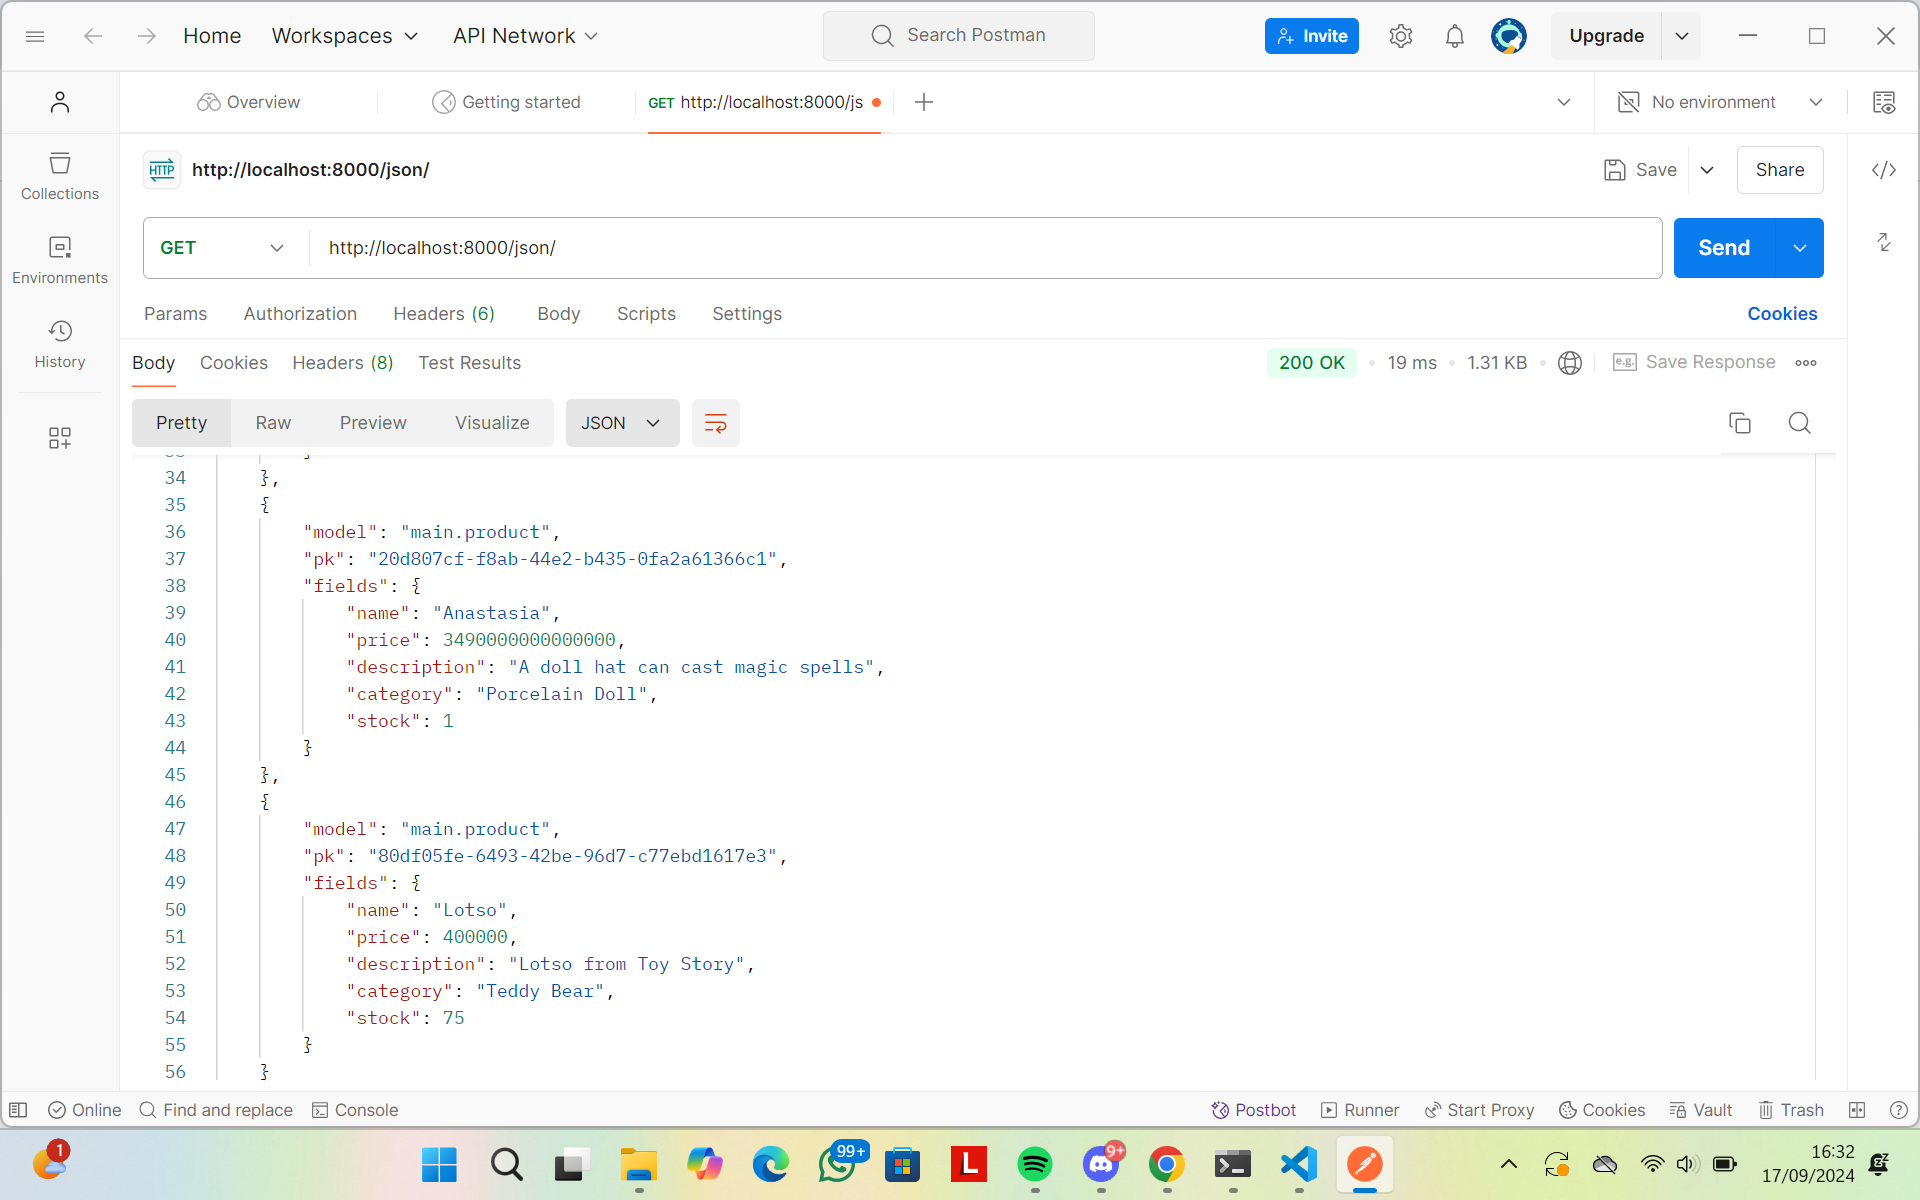 Home Workspaces API Network Search Postman Invite Upgrade
Overview Getting started GET http://localhost:8000/js No environment
HTTP http://localhost:8000/json/ Save Share
Collections
GET http://localhost:8000/json/ Send
Environments
Params Authorization Headers (6) Body Scripts Settings Cookies
History
Body Cookies Headers (8) Test Results 200 OK 19 ms 1.31 KB e.g. Save Response
Pretty Raw Preview Visualize JSON
34 },
35 {
36 "model": "main.product",
37 "pk": "20d807cf-f8ab-44e2-b435-0fa2a61366c1",
38 "fields": {
39 "name": "Anastasia",
40 "price": 3490000000000000,
41 "description": "A doll hat can cast magic spells",
42 "category": "Porcelain Doll",
43 "stock": 1
44 }
45 },
46 {
47 "model": "main.product",
48 "pk": "80df05fe-6493-42be-96d7-c77ebd1617e3",
49 "fields": {
50 "name": "Lotso",
51 "price": 400000,
52 "description": "Lotso from Toy Story",
53 "category": "Teddy Bear",
54 "stock": 75
55 }
56 }
Online Find and replace Console Postbot Runner Start Proxy Cookies Vault Trash
1 99+ L 9+ 16:32
17/09/2024